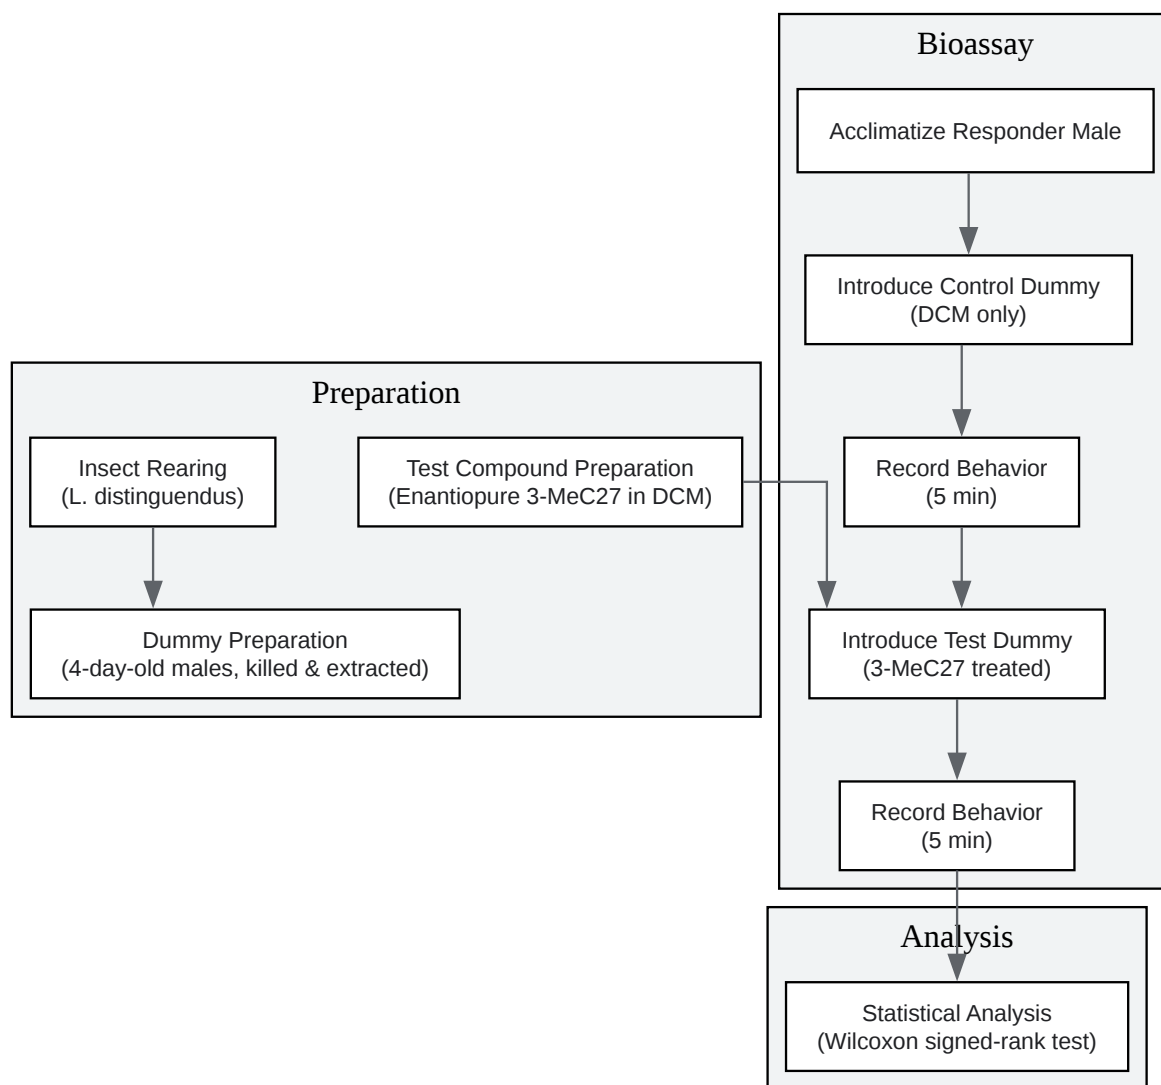 Preparation
Insect Rearing
(L. distinguendus)
Test Compound Preparation
(Enantiopure 3-MeC27 in DCM)
Dummy Preparation
(4-day-old males, killed & extracted)
Bioassay
Acclimatize Responder Male
Introduce Control Dummy
(DCM only)
Record Behavior
(5 min)
Introduce Test Dummy
(3-MeC27 treated)
Record Behavior
(5 min)
Analysis
Statistical Analysis
(Wilcoxon signed-rank test)